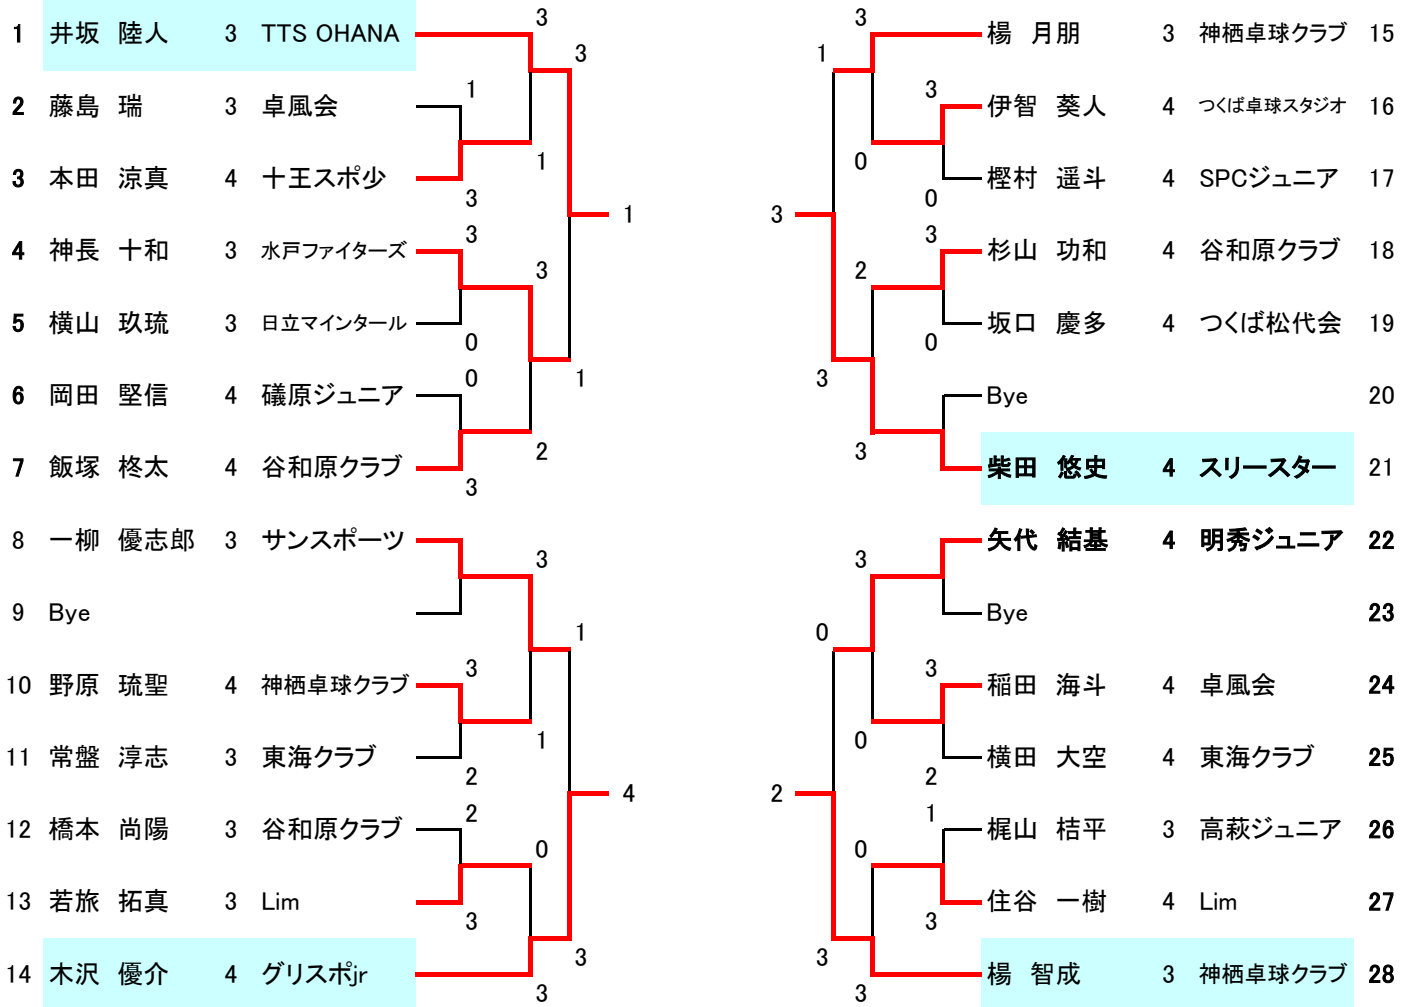 1 井坂 陸人 3 TTS OHANA
3
3
2 藤島 瑞 3 卓風会
1
1
3 本田 涼真 4 十王スポ少
3
1
4 神長 十和 3 水戸ファイターズ
3
3
5 横山 玖琉 3 日立マインタール
0
1
6 岡田 堅信 4 磯原ジュニア
0
2
7 飯塚 柊太 4 谷和原クラブ
3
8 一柳 優志郎 3 サンスポーツ
3
9 Bye
1
10 野原 琉聖 4 神栖卓球クラブ
3
1
11 常盤 淳志 3 東海クラブ
2
4
12 橋本 尚陽 3 谷和原クラブ
2
0
13 若旅 拓真 3 Lim
3
3
14 木沢 優介 4 グリスポjr
3
3
1
楊 月朋 3 神栖卓球クラブ 15
3
伊智 葵人 4 つくば卓球スタジオ 16
0
樫村 遥斗 4 SPCジュニア 17
0
3
3
杉山 功和 4 谷和原クラブ 18
2
坂口 慶多 4 つくば松代会 19
0
3
Bye 20
3
柴田 悠史 4 スリースター 21
矢代 結基 4 明秀ジュニア 22
3
Bye 23
0
3
稲田 海斗 4 卓風会 24
0
横田 大空 4 東海クラブ 25
2
2
1
梶山 桔平 3 高萩ジュニア 26
0
住谷 一樹 4 Lim 27
3
3
楊 智成 3 神栖卓球クラブ 28
3